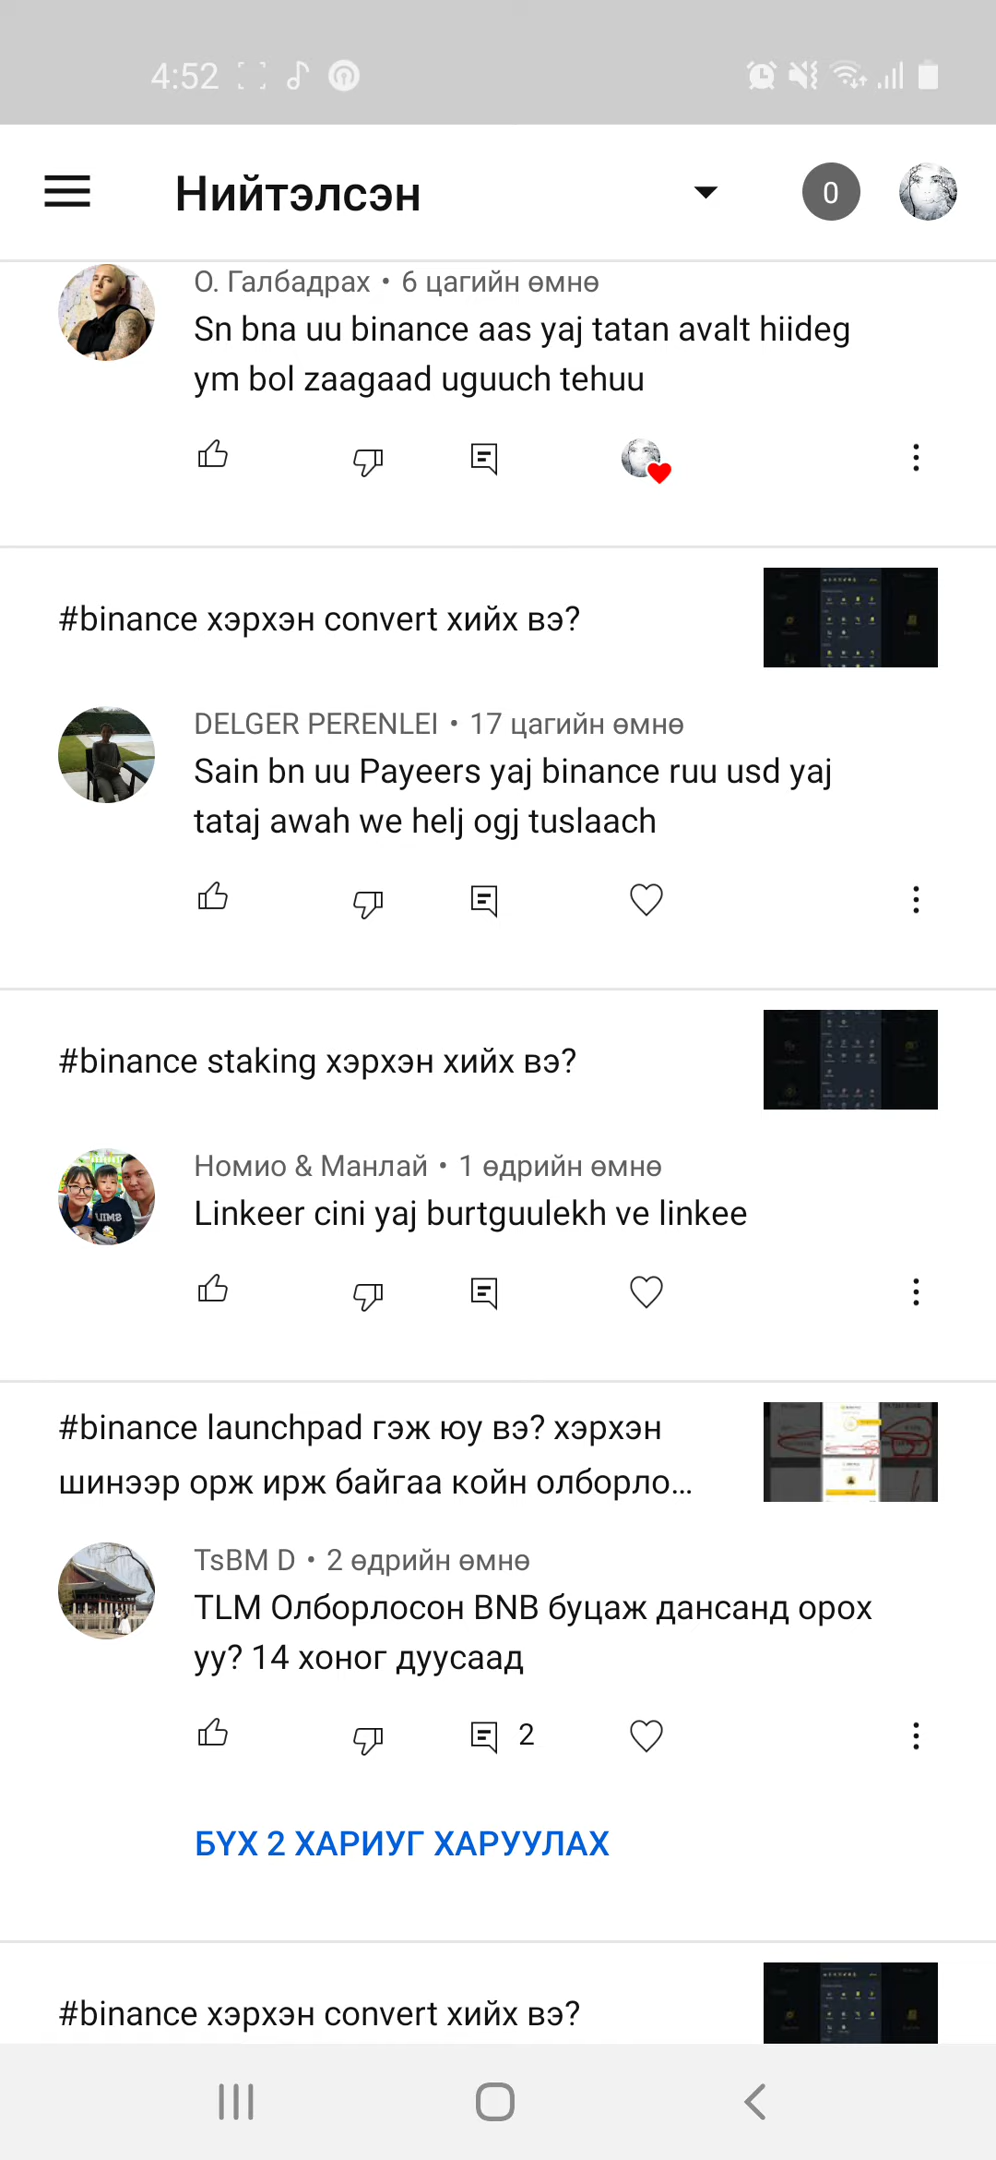 4:52
Нийтэлсэн
0
О. Галбадрах • 6 цагийн өмнө
Sn bna uu binance aas yaj tatan avalt hiideg
ym bol zaagaad uguuch tehuu
#binance хэрхэн convert хийх вэ?
DELGER PERENLEI • 17 цагийн өмнө
Sain bn uu Payeers yaj binance ruu usd yaj
tataj awah we helj ogj tuslaach
#binance staking хэрхэн хийх вэ?
Номио & Манлай • 1 өдрийн өмнө
Linkeer cini yaj burtguulekh ve linkee
#binance launchpad гэж юу вэ? хэрхэн
шинээр орж ирж байгаа койн олборло...
TsBM D • 2 өдрийн өмнө
TLM Олборлосон BNB буцаж дансанд орох
уу? 14 хоног дуусаад
2
БҮХ 2 ХАРИУГ ХАРУУЛАХ
#binance хэрхэн convert хийх вэ?